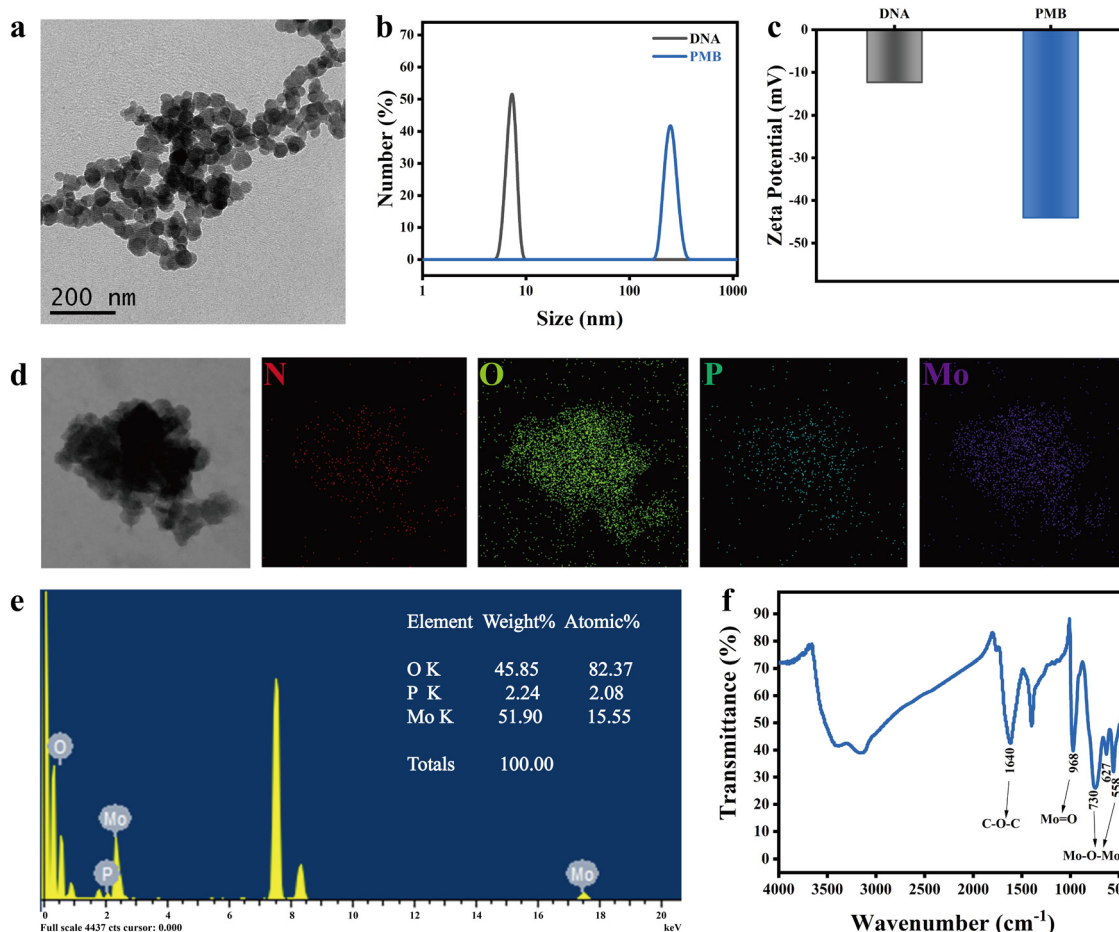 a
200 nm
b
70
60
50
40
30
20
10
0
Number (%)
DNA
PMB
1
10
100
1000
Size (nm)
c
DNA
PMB
0
-10
-20
-30
-40
-50
Zeta Potential (mV)
d
N
O
P
Mo
e
Element Weight% Atomic%
O K 45.85 82.37
P K 2.24 2.08
Mo K 51.90 15.55
Totals 100.00
O
Mo
P
Mo
0 2 4 6 8 10 12 14 16 18 20
Full scale 4437 cts cursor: 0.000 keV
f
90
80
70
60
50
40
30
20
10
0
Transmittance (%)
1640
968
730
627
558
C-O-C
Mo=O
Mo-O-Mo
4000 3500 3000 2500 2000 1500 1000 50
Wavenumber (cm⁻¹)